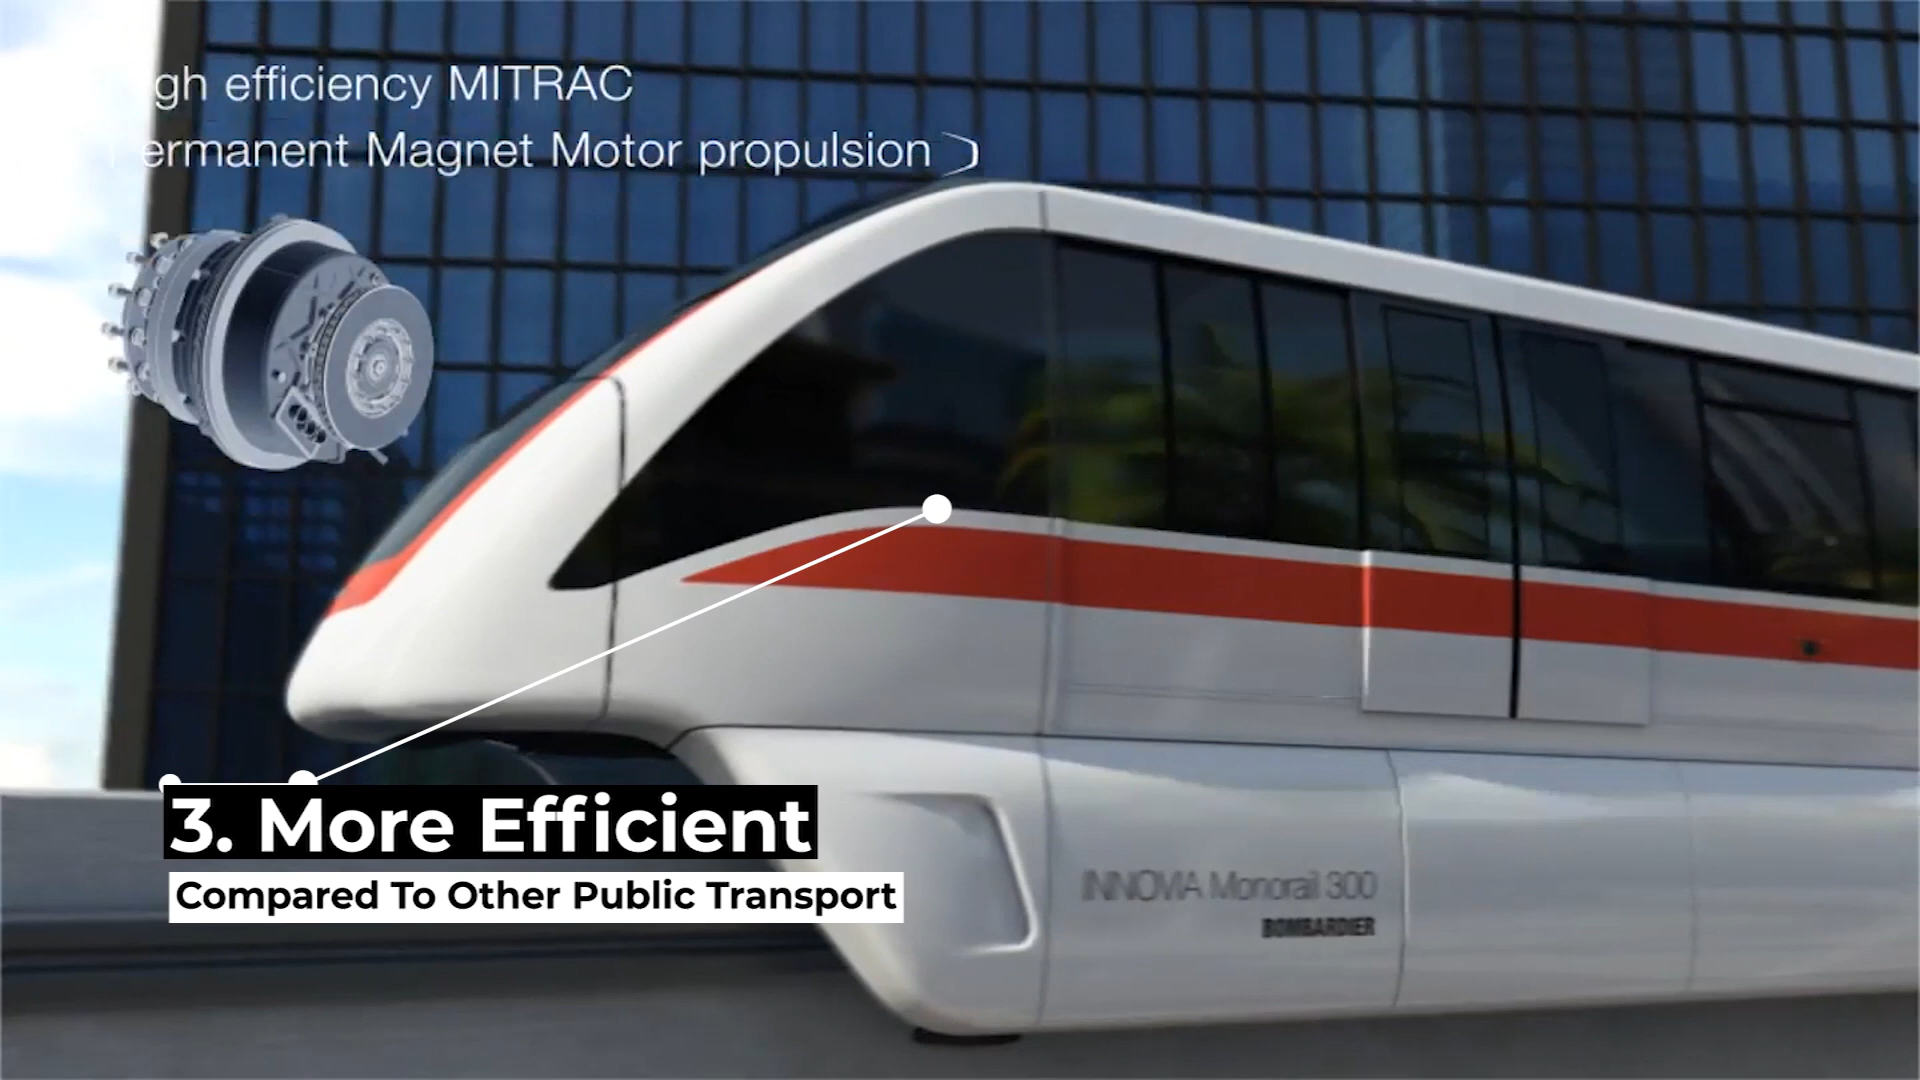 gh efficiency MITRAC
ermanent Magnet Motor propulsion
3. More Efficient
Compared To Other Public Transport
INNOVIA Monorail 300
BOMBARDIER